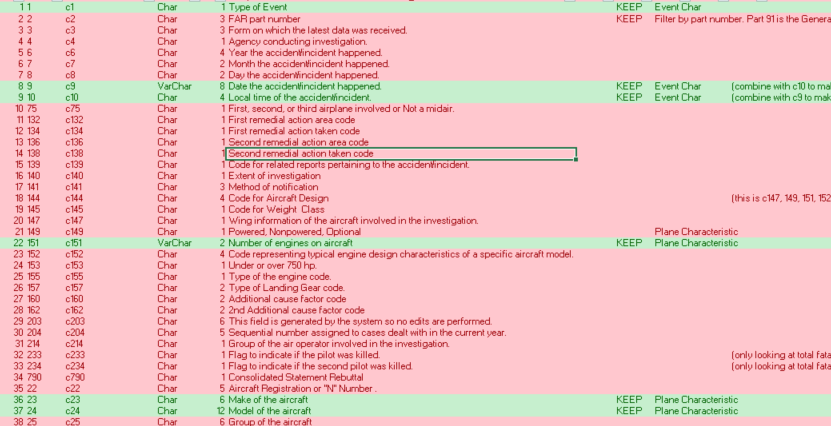 1 1 c1 Char 1 Type of Event KEEP Event Char
2 2 c2 Char 3 FAR part number KEEP Filter by part number. Part 91 is the Genera
3 3 c3 Char 3 Form on which the latest data was received.
4 4 c4 Char 1 Agency conducting investigation.
5 6 c6 Char 4 Year the accident/incident happened.
6 7 c7 Char 2 Month the accident/incident happened.
7 8 c8 Char 2 Day the accident/incident happened.
8 9 c9 VarChar 8 Date the accident/incident happened. KEEP Event Char (combine with c10 to mal
9 10 c10 Char 4 Local time of the accident/incident. KEEP Event Char (combine with c9 to mak
10 75 c75 Char 1 First, second, or third airplane involved or Not a midair.
11 132 c132 Char 1 First remedial action area code
12 134 c134 Char 1 First remedial action taken code
13 136 c136 Char 1 Second remedial action area code
14 138 c138 Char 1 Second remedial action taken code
15 139 c139 Char 1 Code for related reports pertaining to the accident/incident.
16 140 c140 Char 1 Extent of investigation
17 141 c141 Char 3 Method of notification
18 144 c144 Char 4 Code for Aircraft Design (this is c147, 149, 151, 152
19 145 c145 Char 1 Code for Weight Class
20 147 c147 Char 1 Wing information of the aircraft involved in the investigation.
21 149 c149 Char 1 Powered, Nonpowered, Optional Plane Characteristic
22 151 c151 VarChar 2 Number of engines on aircraft KEEP Plane Characteristic
23 152 c152 Char 4 Code representing typical engine design characteristics of a specific aircraft model.
24 153 c153 Char 1 Under or over 750 hp.
25 155 c155 Char 1 Type of the engine code.
26 157 c157 Char 2 Type of Landing Gear code.
27 160 c160 Char 2 Additional cause factor code
28 162 c162 Char 2 2nd Additional cause factor code
29 203 c203 Char 6 This field is generated by the system so no edits are performed.
30 204 c204 Char 5 Sequential number assigned to cases dealt with in the current year.
31 214 c214 Char 1 Group of the air operator involved in the investigation.
32 233 c233 Char 1 Flag to indicate if the pilot was killed. (only looking at total fata
33 234 c234 Char 1 Flag to indicate if the second pilot was killed. (only looking at total fata
34 790 c790 Char 1 Consolidated Statement Rebuttal
35 22 c22 Char 5 Aircraft Registration or "N" Number .
36 23 c23 Char 6 Make of the aircraft KEEP Plane Characteristic
37 24 c24 Char 12 Model of the aircraft KEEP Plane Characteristic
38 25 c25 Char 6 Group of the aircraft